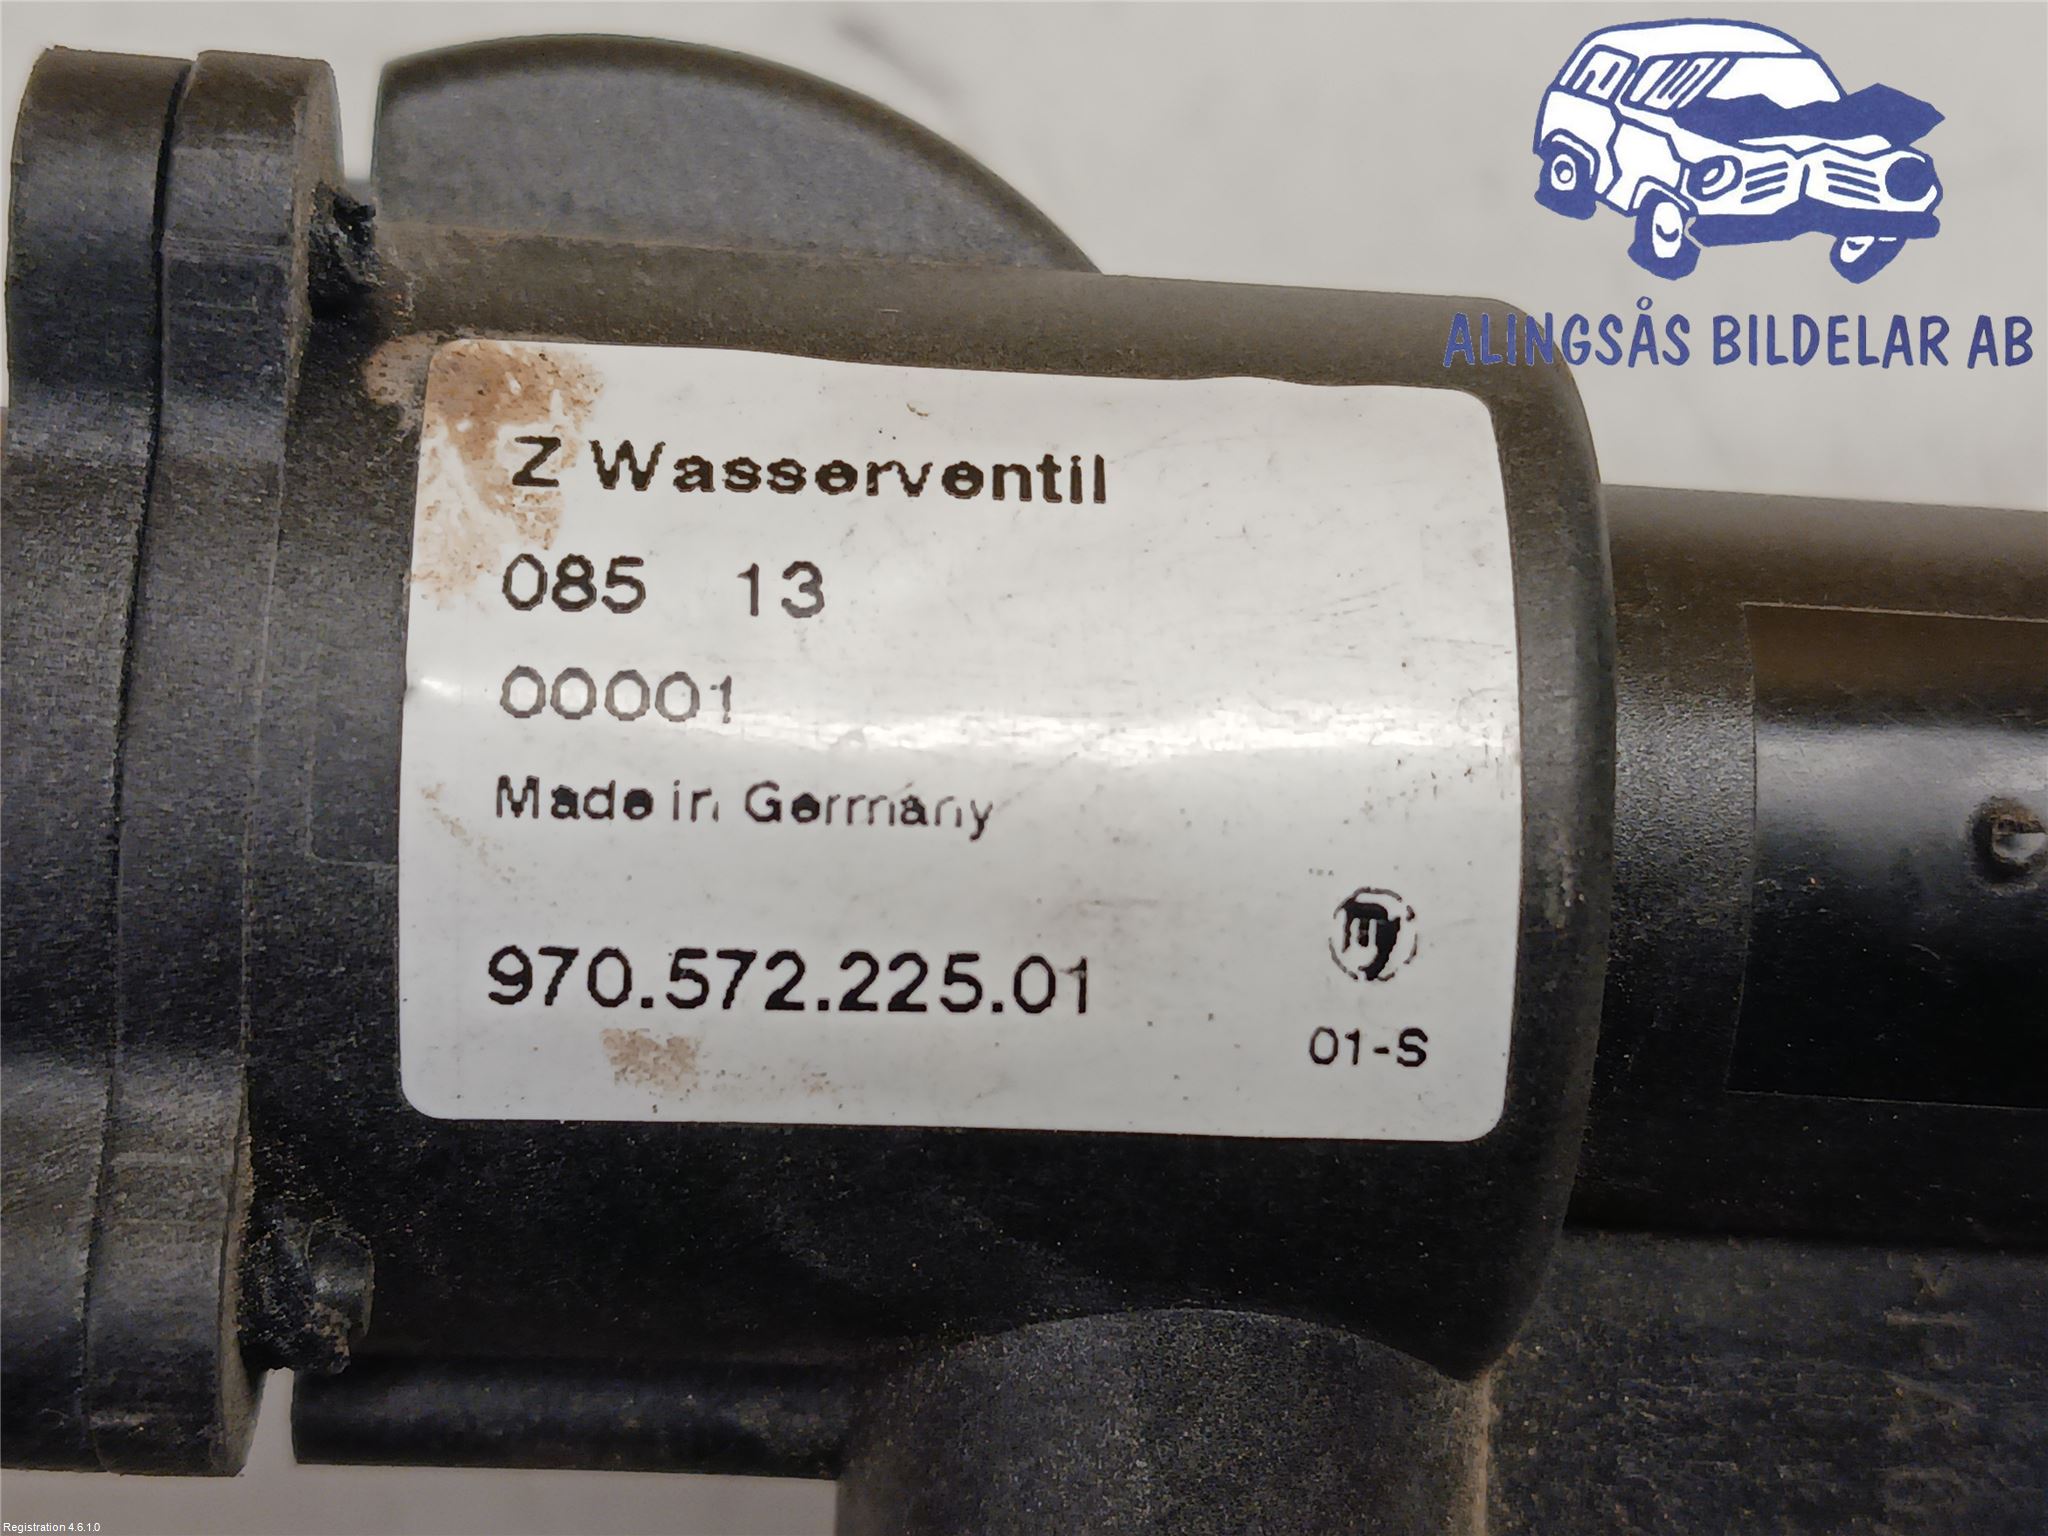 ALINGSÅS BILDELAR AB
Z Wasserventil
085 13
00001
Made in Germany
970.572.225.01
01-S
Registration 4.6.1.0